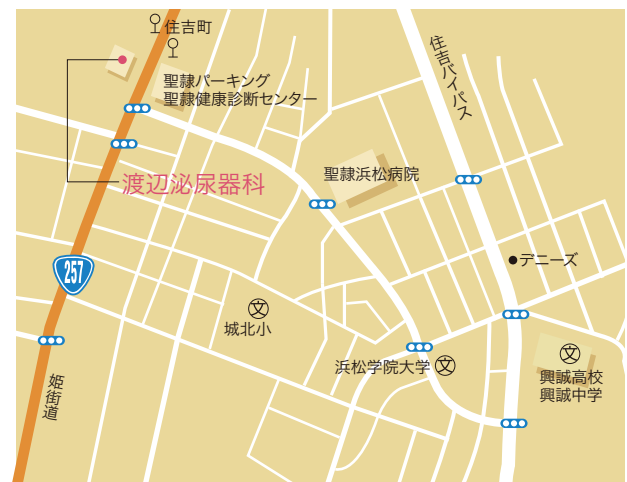 住吉町
聖隷パーキング
聖隷健康診断センター
住吉バイパス
聖隷浜松病院
渡辺泌尿器科
デニーズ
257
城北小
文
浜松学院大学
文
文
興誠高校
興誠中学
姫街道